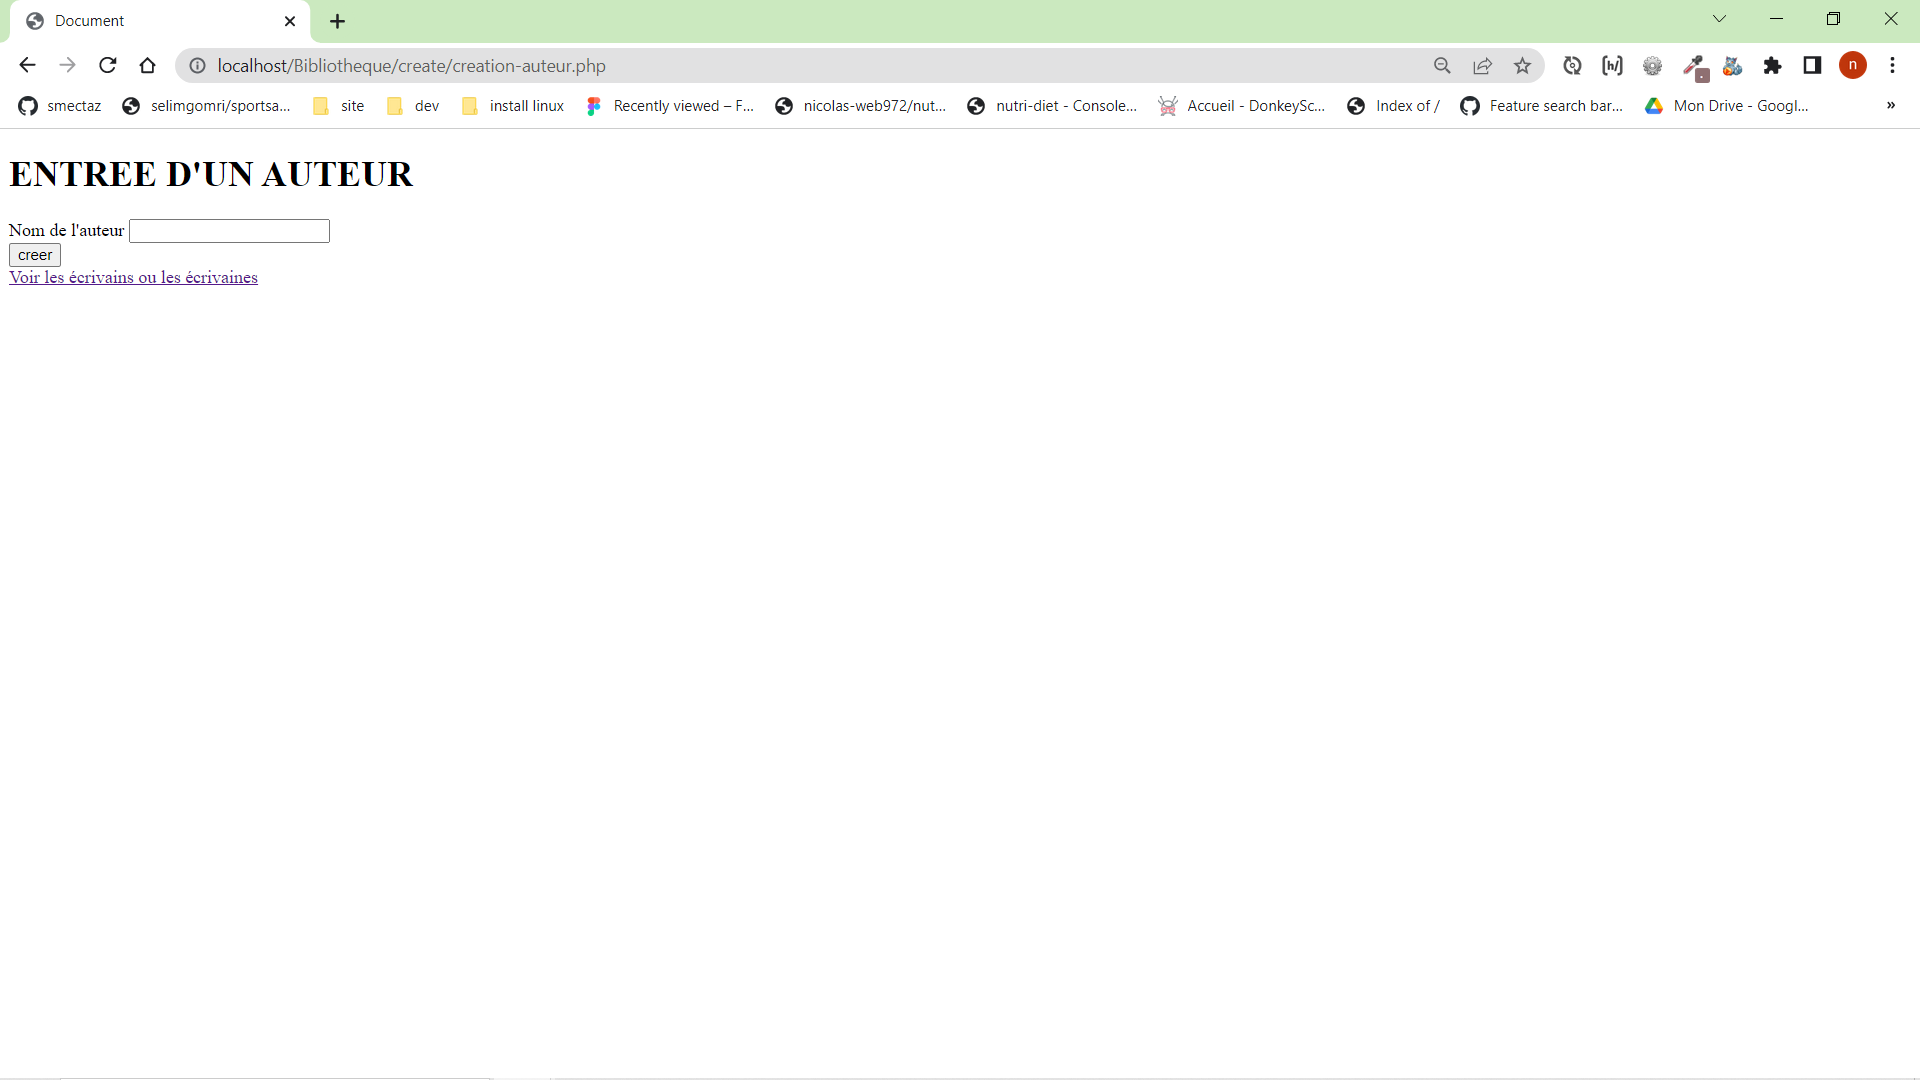 Document
localhost/Bibliotheque/create/creation-auteur.php
n
smectaz selimgomri/sportsa... site dev install linux Recently viewed – F... nicolas-web972/nut... nutri-diet - Console... Accueil - DonkeySc... Index of / Feature search bar... Mon Drive - Googl... »
ENTREE D'UN AUTEUR
Nom de l'auteur
creer
Voir les écrivains ou les écrivaines